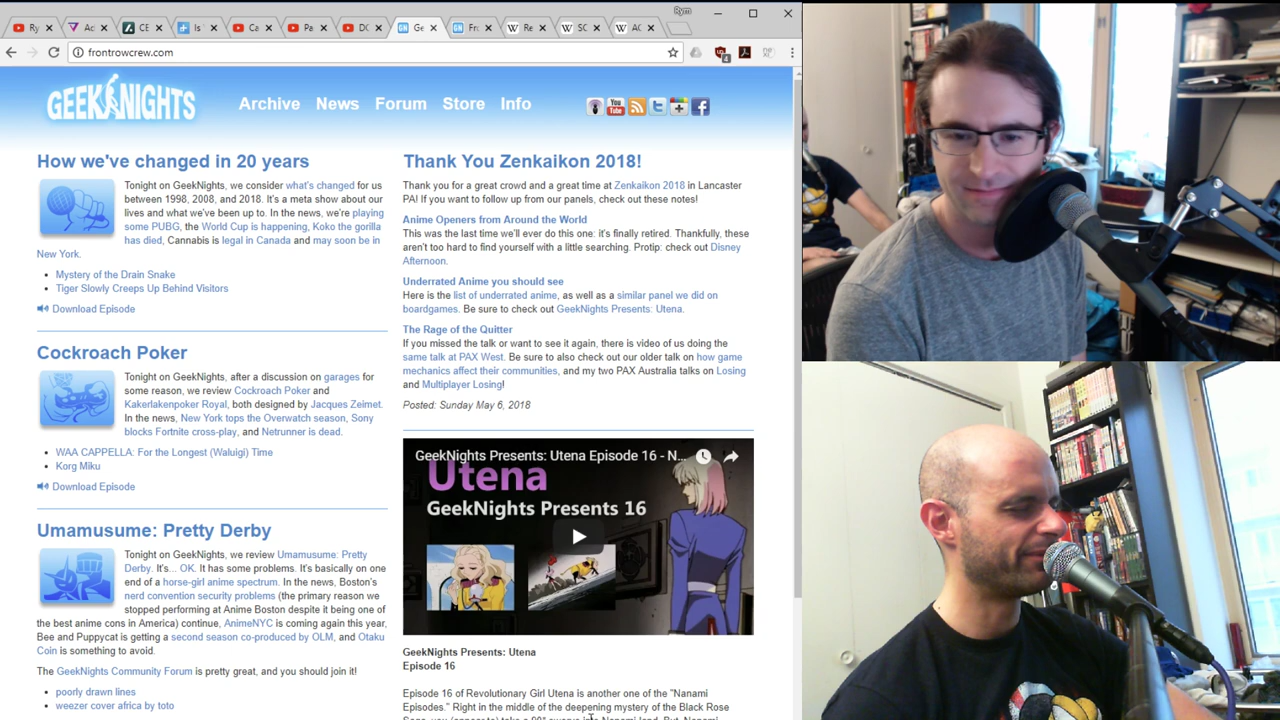 Rymm
Ry
Ad
CE
Is
Ca
Pa
DC
Ge
Fr
Re
SC
AC
frontrowcrew.com
GEEKNIGHTS
Archive News Forum Store Info
You Tube
How we've changed in 20 years
Tonight on GeekNights, we consider what's changed for us
between 1998, 2008, and 2018. It's a meta show about our
lives and what we've been up to. In the news, we're playing
some PUBG, the World Cup is happening, Koko the gorilla
has died, Cannabis is legal in Canada and may soon be in
New York.
Mystery of the Drain Snake
Tiger Slowly Creeps Up Behind Visitors
Download Episode
Cockroach Poker
Tonight on GeekNights, after a discussion on garages for
some reason, we review Cockroach Poker and
Kakerlakenpoker Royal, both designed by Jacques Zeimet.
In the news, New York tops the Overwatch season, Sony
blocks Fortnite cross-play, and Netrunner is dead.
WAA CAPPELLA: For the Longest (Waluigi) Time
Korg Miku
Download Episode
Umamusume: Pretty Derby
Tonight on GeekNights, we review Umamusume: Pretty
Derby. It's... OK. It has some problems. It's basically on one
end of a horse-girl anime spectrum. In the news, Boston's
nerd convention security problems (the primary reason we
stopped performing at Anime Boston despite it being one of
the best anime cons in America) continue, AnimeNYC is coming again this year,
Bee and Puppycat is getting a second season co-produced by OLM, and Otaku
Coin is something to avoid.
The GeekNights Community Forum is pretty great, and you should join it!
poorly drawn lines
weezer cover africa by toto
Thank You Zenkaikon 2018!
Thank you for a great crowd and a great time at Zenkaikon 2018 in Lancaster
PA! If you want to follow up from our panels, check out these notes!
Anime Openers from Around the World
This was the last time we'll ever do this one: it's finally retired. Thankfully, these
aren't too hard to find yourself with a little searching. Protip: check out Disney
Afternoon.
Underrated Anime you should see
Here is the list of underrated anime, as well as a similar panel we did on
boardgames. Be sure to check out GeekNights Presents: Utena.
The Rage of the Quitter
If you missed the talk or want to see it again, there is video of us doing the
same talk at PAX West. Be sure to also check out our older talk on how game
mechanics affect their communities, and my two PAX Australia talks on Losing
and Multiplayer Losing!
Posted: Sunday May 6, 2018
GeekNights Presents: Utena Episode 16 - N...
Utena
GeekNights Presents 16
GeekNights Presents: Utena
Episode 16
Episode 16 of Revolutionary Girl Utena is another one of the "Nanami
Episodes." Right in the middle of the deepening mystery of the Black Rose